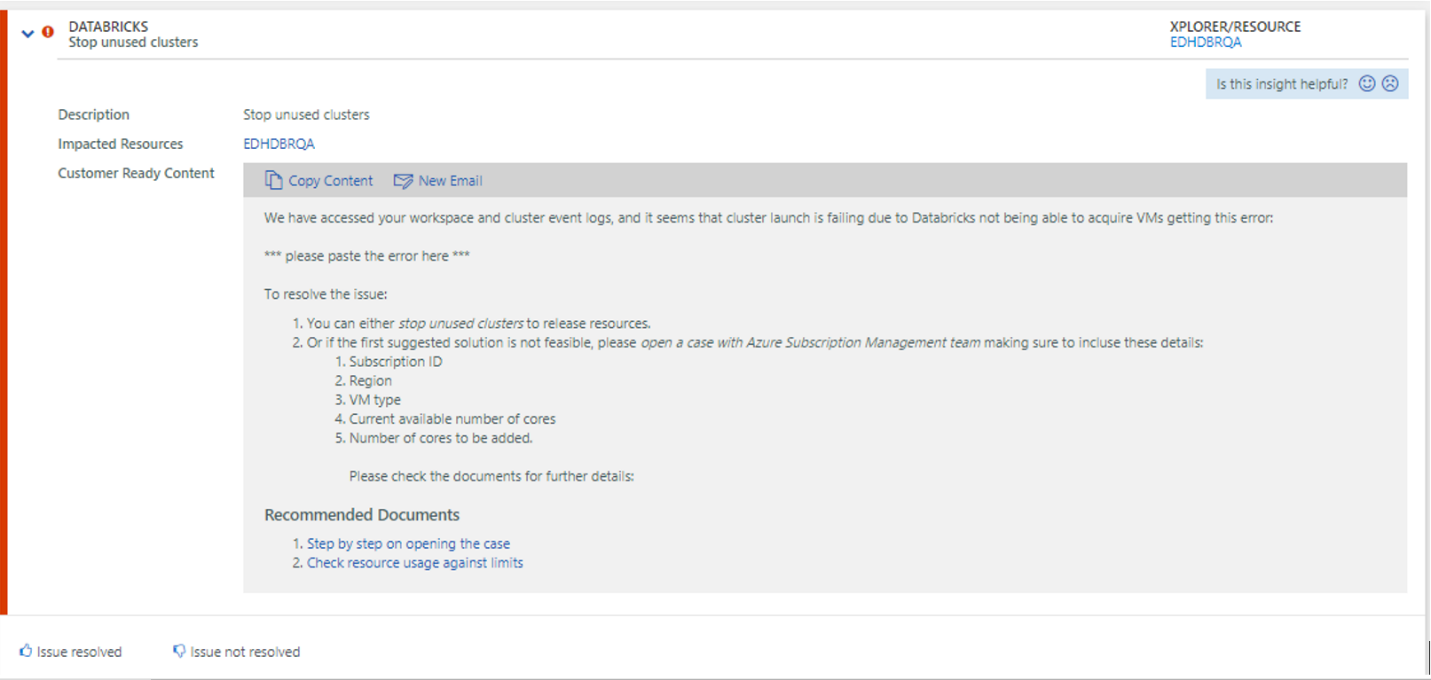 DATABRICKS
Stop unused clusters
XPLORER/RESOURCE
EDHDBRQA
Is this insight helpful?
Description Stop unused clusters
Impacted Resources EDHDBRQA
Customer Ready Content
Copy Content New Email
We have accessed your workspace and cluster event logs, and it seems that cluster launch is failing due to Databricks not being able to acquire VMs getting this error:
*** please paste the error here ***
To resolve the issue:
1. You can either stop unused clusters to release resources.
2. Or if the first suggested solution is not feasible, please open a case with Azure Subscription Management team making sure to incluse these details:
1. Subscription ID
2. Region
3. VM type
4. Current available number of cores
5. Number of cores to be added.
Please check the documents for further details:
Recommended Documents
1. Step by step on opening the case
2. Check resource usage against limits
Issue resolved Issue not resolved